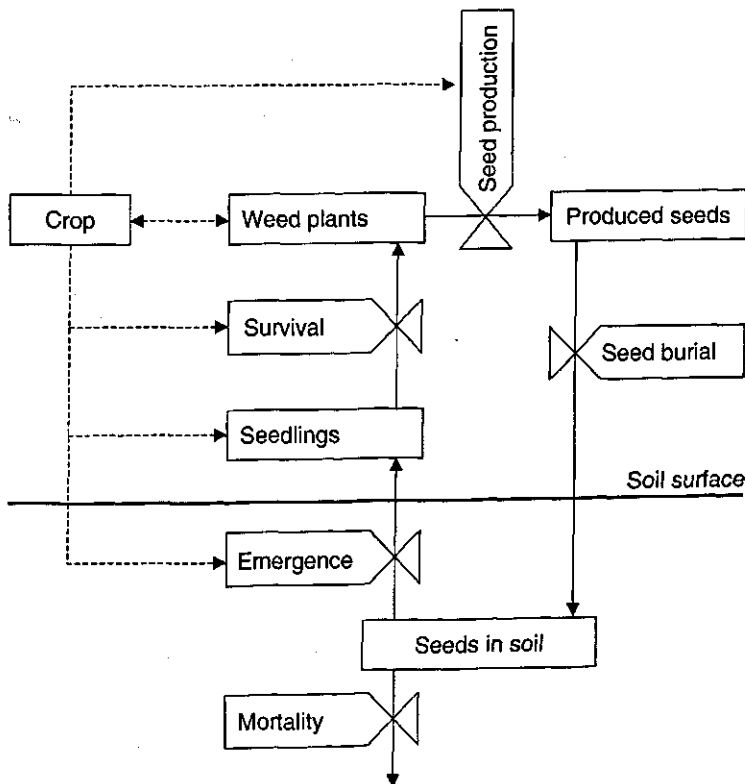 Seed production
Crop
Weed plants
Produced seeds
Survival
Seed burial
Seedlings
Soil surface
Emergence
Seeds in soil
Mortality